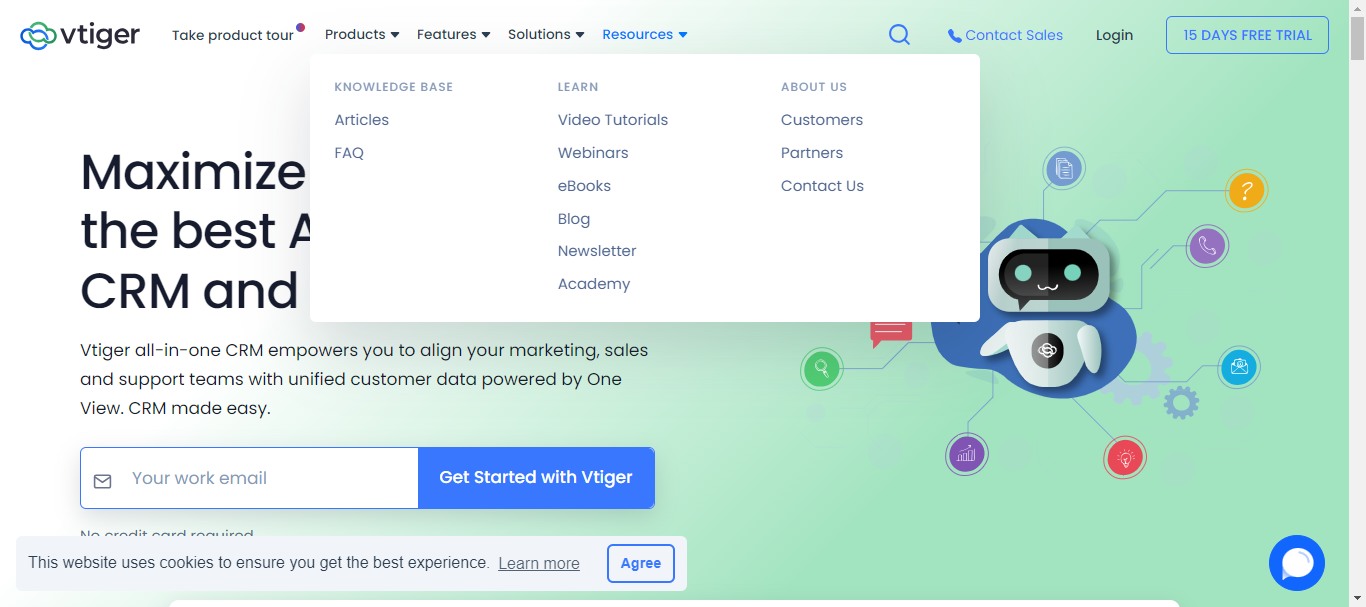 vtiger
Take product tour
Products
Features
Solutions
Resources
Contact Sales
Login
15 DAYS FREE TRIAL
KNOWLEDGE BASE
Articles
FAQ
LEARN
Video Tutorials
Webinars
eBooks
Blog
Newsletter
Academy
ABOUT US
Customers
Partners
Contact Us
Maximize
the best A
CRM and
Vtiger all-in-one CRM empowers you to align your marketing, sales
and support teams with unified customer data powered by One
View. CRM made easy.
Your work email
Get Started with Vtiger
No credit card required
This website uses cookies to ensure you get the best experience. Learn more
Agree
?